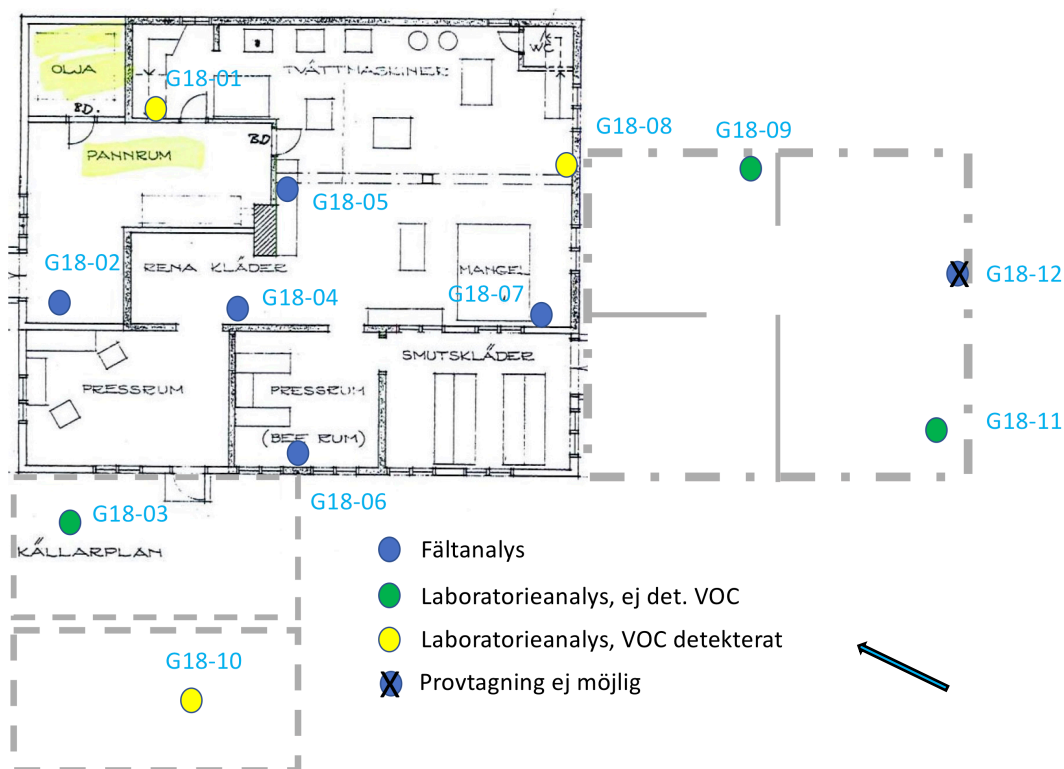 WC
OLJA
TVÄTTMASKINER
G18-01
BD.
BD
G18-08
G18-09
PANNRUM
G18-05
G18-02
RENA KLÄDER
MANGEL
G18-12
G18-04
G18-07
SMUTSKLÄDER
PRESSRUM
PRESSRUM
G18-11
(BEF RUM)
G18-06
G18-03
KÄLLARPLAN
Fältanalys
Laboratorieanalys, ej det. VOC
Laboratorieanalys, VOC detekterat
G18-10
Provtagning ej möjlig